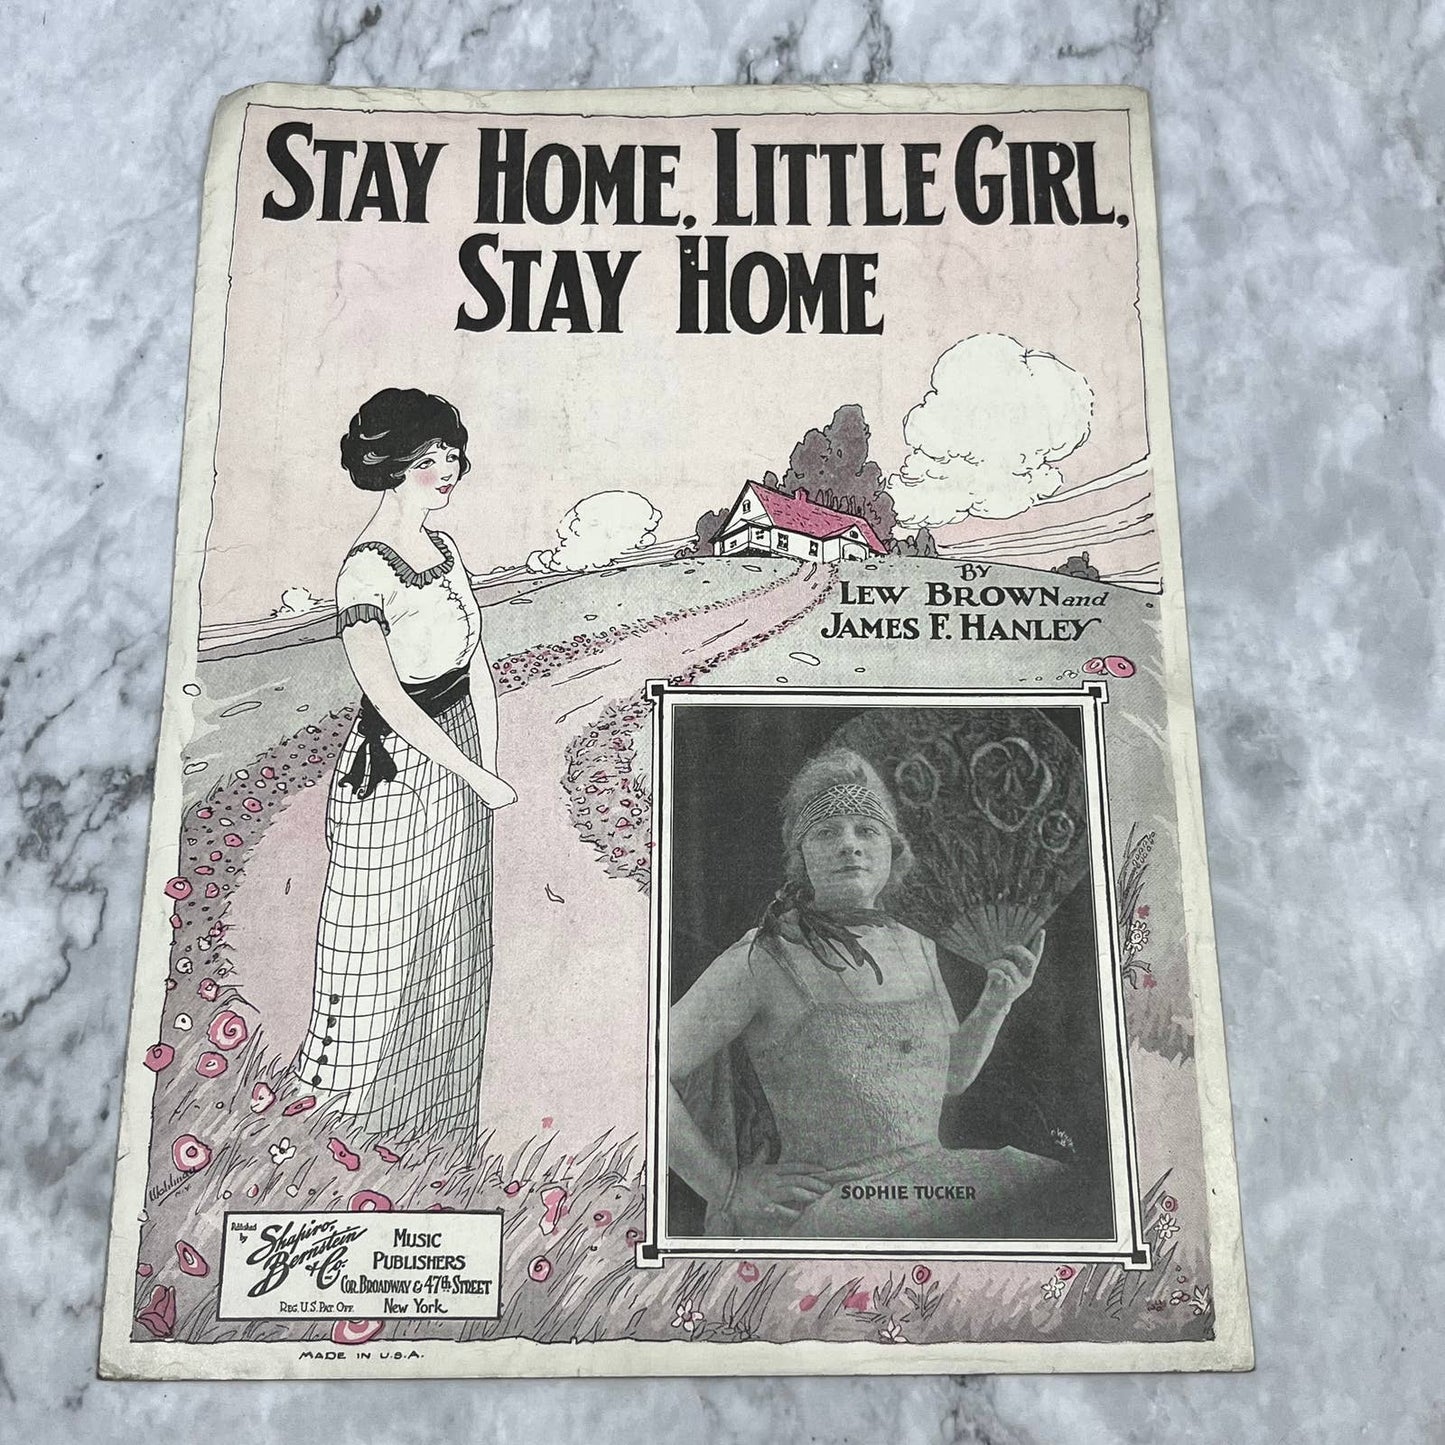 STAY HOME, LITTLE GIRL,
STAY HOME
BY
LEW BROWN and
JAMES F. HANLEY
SOPHIE TUCKER
Published
by
Shapiro,
Bernstein
& Co.
REG. U.S. PAT. OFF.
MUSIC
PUBLISHERS
COR. BROADWAY & 47th STREET
NEW YORK
MADE IN U.S.A.